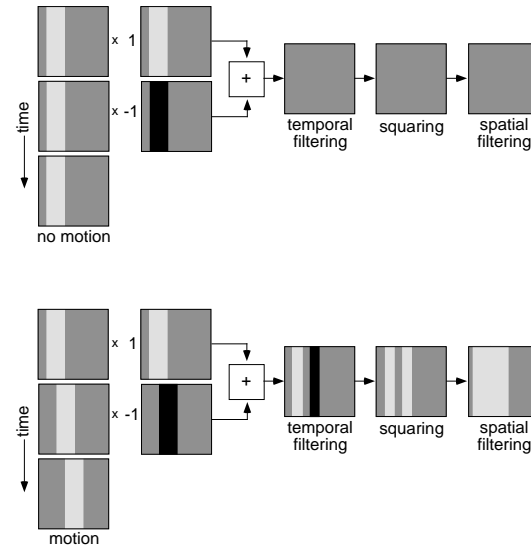 x 1
+
x -1
time
temporal
filtering
squaring
spatial
filtering
no motion
x 1
+
x -1
time
temporal
filtering
squaring
spatial
filtering
motion